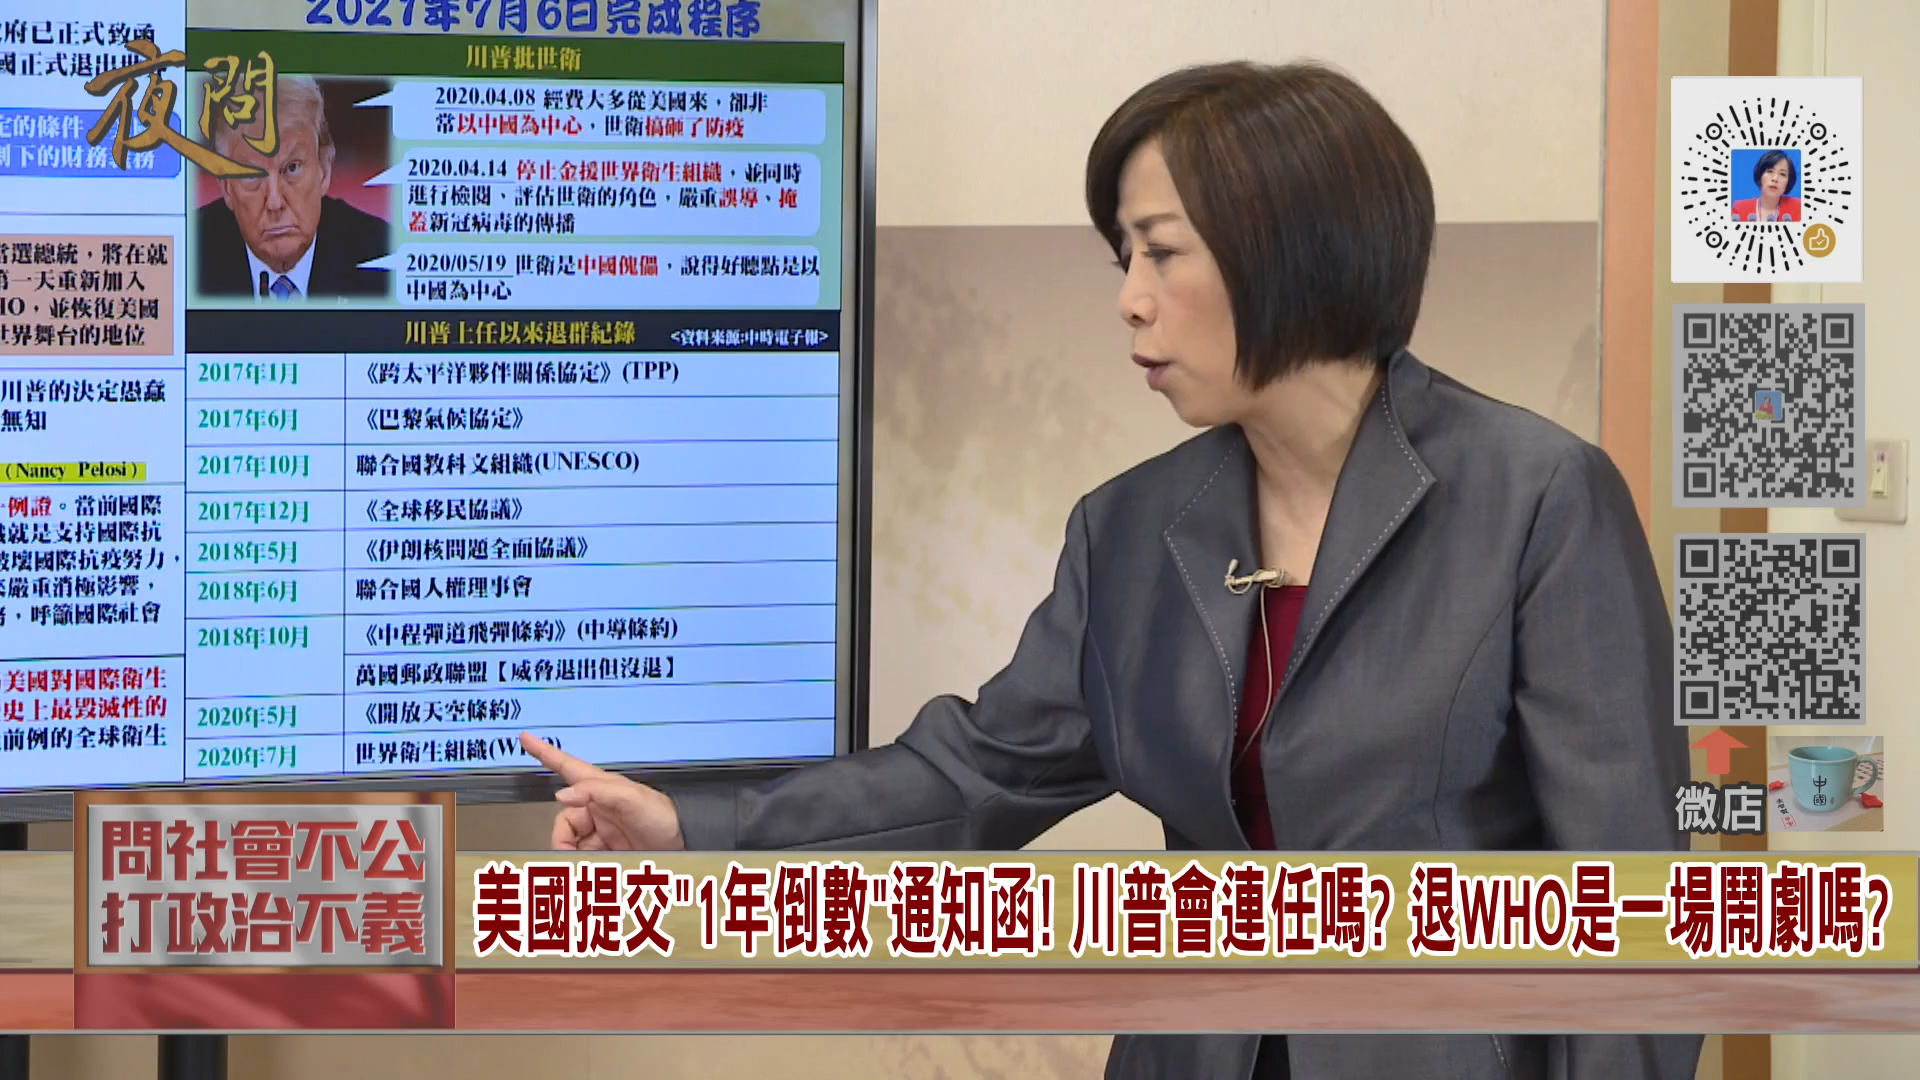 2021年7月6日完成程序
川普批世衛
2020.04.08 經費大多從美國來，卻非
常以中國為中心，世衛搞砸了防疫
2020.04.14 停止金援世界衛生組織，並同時
進行檢閱、評估世衛的角色，嚴重誤導、掩
蓋新冠病毒的傳播
2020/05/19 世衛是中國傀儡，說得好聽點是以
中國為中心
川普上任以來退群紀錄 <資料來源:中時電子報>
2017年1月 《跨太平洋夥伴關係協定》(TPP)
2017年6月 《巴黎氣候協定》
2017年10月 聯合國教科文組織(UNESCO)
2017年12月 《全球移民協議》
2018年5月 《伊朗核問題全面協議》
2018年6月 聯合國人權理事會
2018年10月 《中程彈道飛彈條約》(中導條約)
萬國郵政聯盟【威脅退出但沒退】
2020年5月 《開放天空條約》
2020年7月 世界衛生組織
府已正式致函
國正式退出世
夜問
定的條件
劃下的財務義務
當選總統，將在就
第一天重新加入
HO，並恢復美國
世界舞台的地位
川普的決定愚蠢
無知
(Nancy Pelosi)
一例證。當前國際
就是支持國際抗
破壞國際抗疫努力，
來嚴重消極影響，
務，呼籲國際社會
美國對國際衛生
史上最毀滅性的
前例的全球衛生
微店
中國
問社會不公
打政治不義
美國提交"1年倒數"通知函! 川普會連任嗎? 退WHO是一場鬧劇嗎?